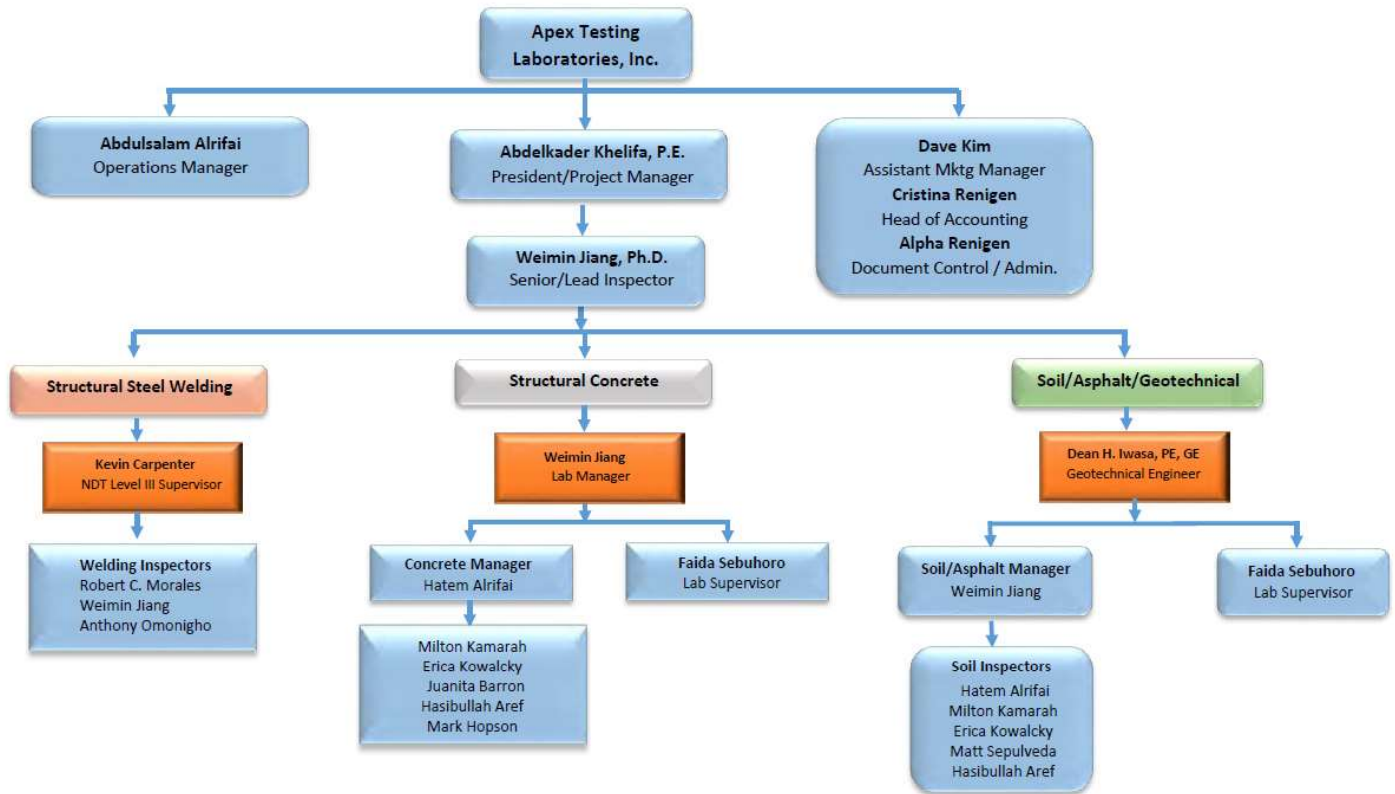 Apex Testing
Laboratories, Inc.
Abdulsalam Alrifai
Operations Manager
Abdelkader Khelifa, P.E.
President/Project Manager
Dave Kim
Assistant Mktg Manager
Cristina Renigen
Head of Accounting
Alpha Renigen
Document Control / Admin.
Weimin Jiang, Ph.D.
Senior/Lead Inspector
Structural Steel Welding
Structural Concrete
Soil/Asphalt/Geotechnical
Kevin Carpenter
NDT Level III Supervisor
Weimin Jiang
Lab Manager
Dean H. Iwasa, PE, GE
Geotechnical Engineer
Welding Inspectors
Robert C. Morales
Weimin Jiang
Anthony Omonigho
Concrete Manager
Hatem Alrifai
Faida Sebuhoro
Lab Supervisor
Soil/Asphalt Manager
Weimin Jiang
Faida Sebuhoro
Lab Supervisor
Milton Kamarah
Erica Kowalcky
Juanita Barron
Hasibullah Aref
Mark Hopson
Soil Inspectors
Hatem Alrifai
Milton Kamarah
Erica Kowalcky
Matt Sepulveda
Hasibullah Aref